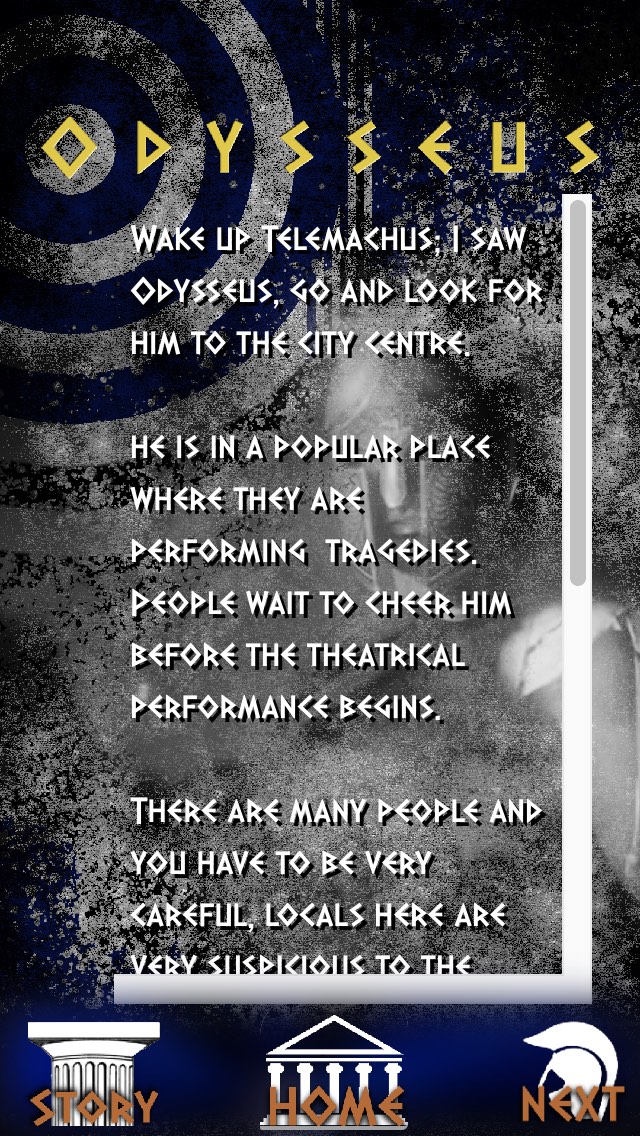 Odysseus
Wake up Telemachus; I saw
Odysseus, go and look for
him to the city centre.
he is in a popular place
where they are
performing tragedies.
People wait to cheer him
before the theatrical
performance begins.
There are many people and
you have to be very
careful, locals here are
very suspicious to the
STORY
HOME
NEXT